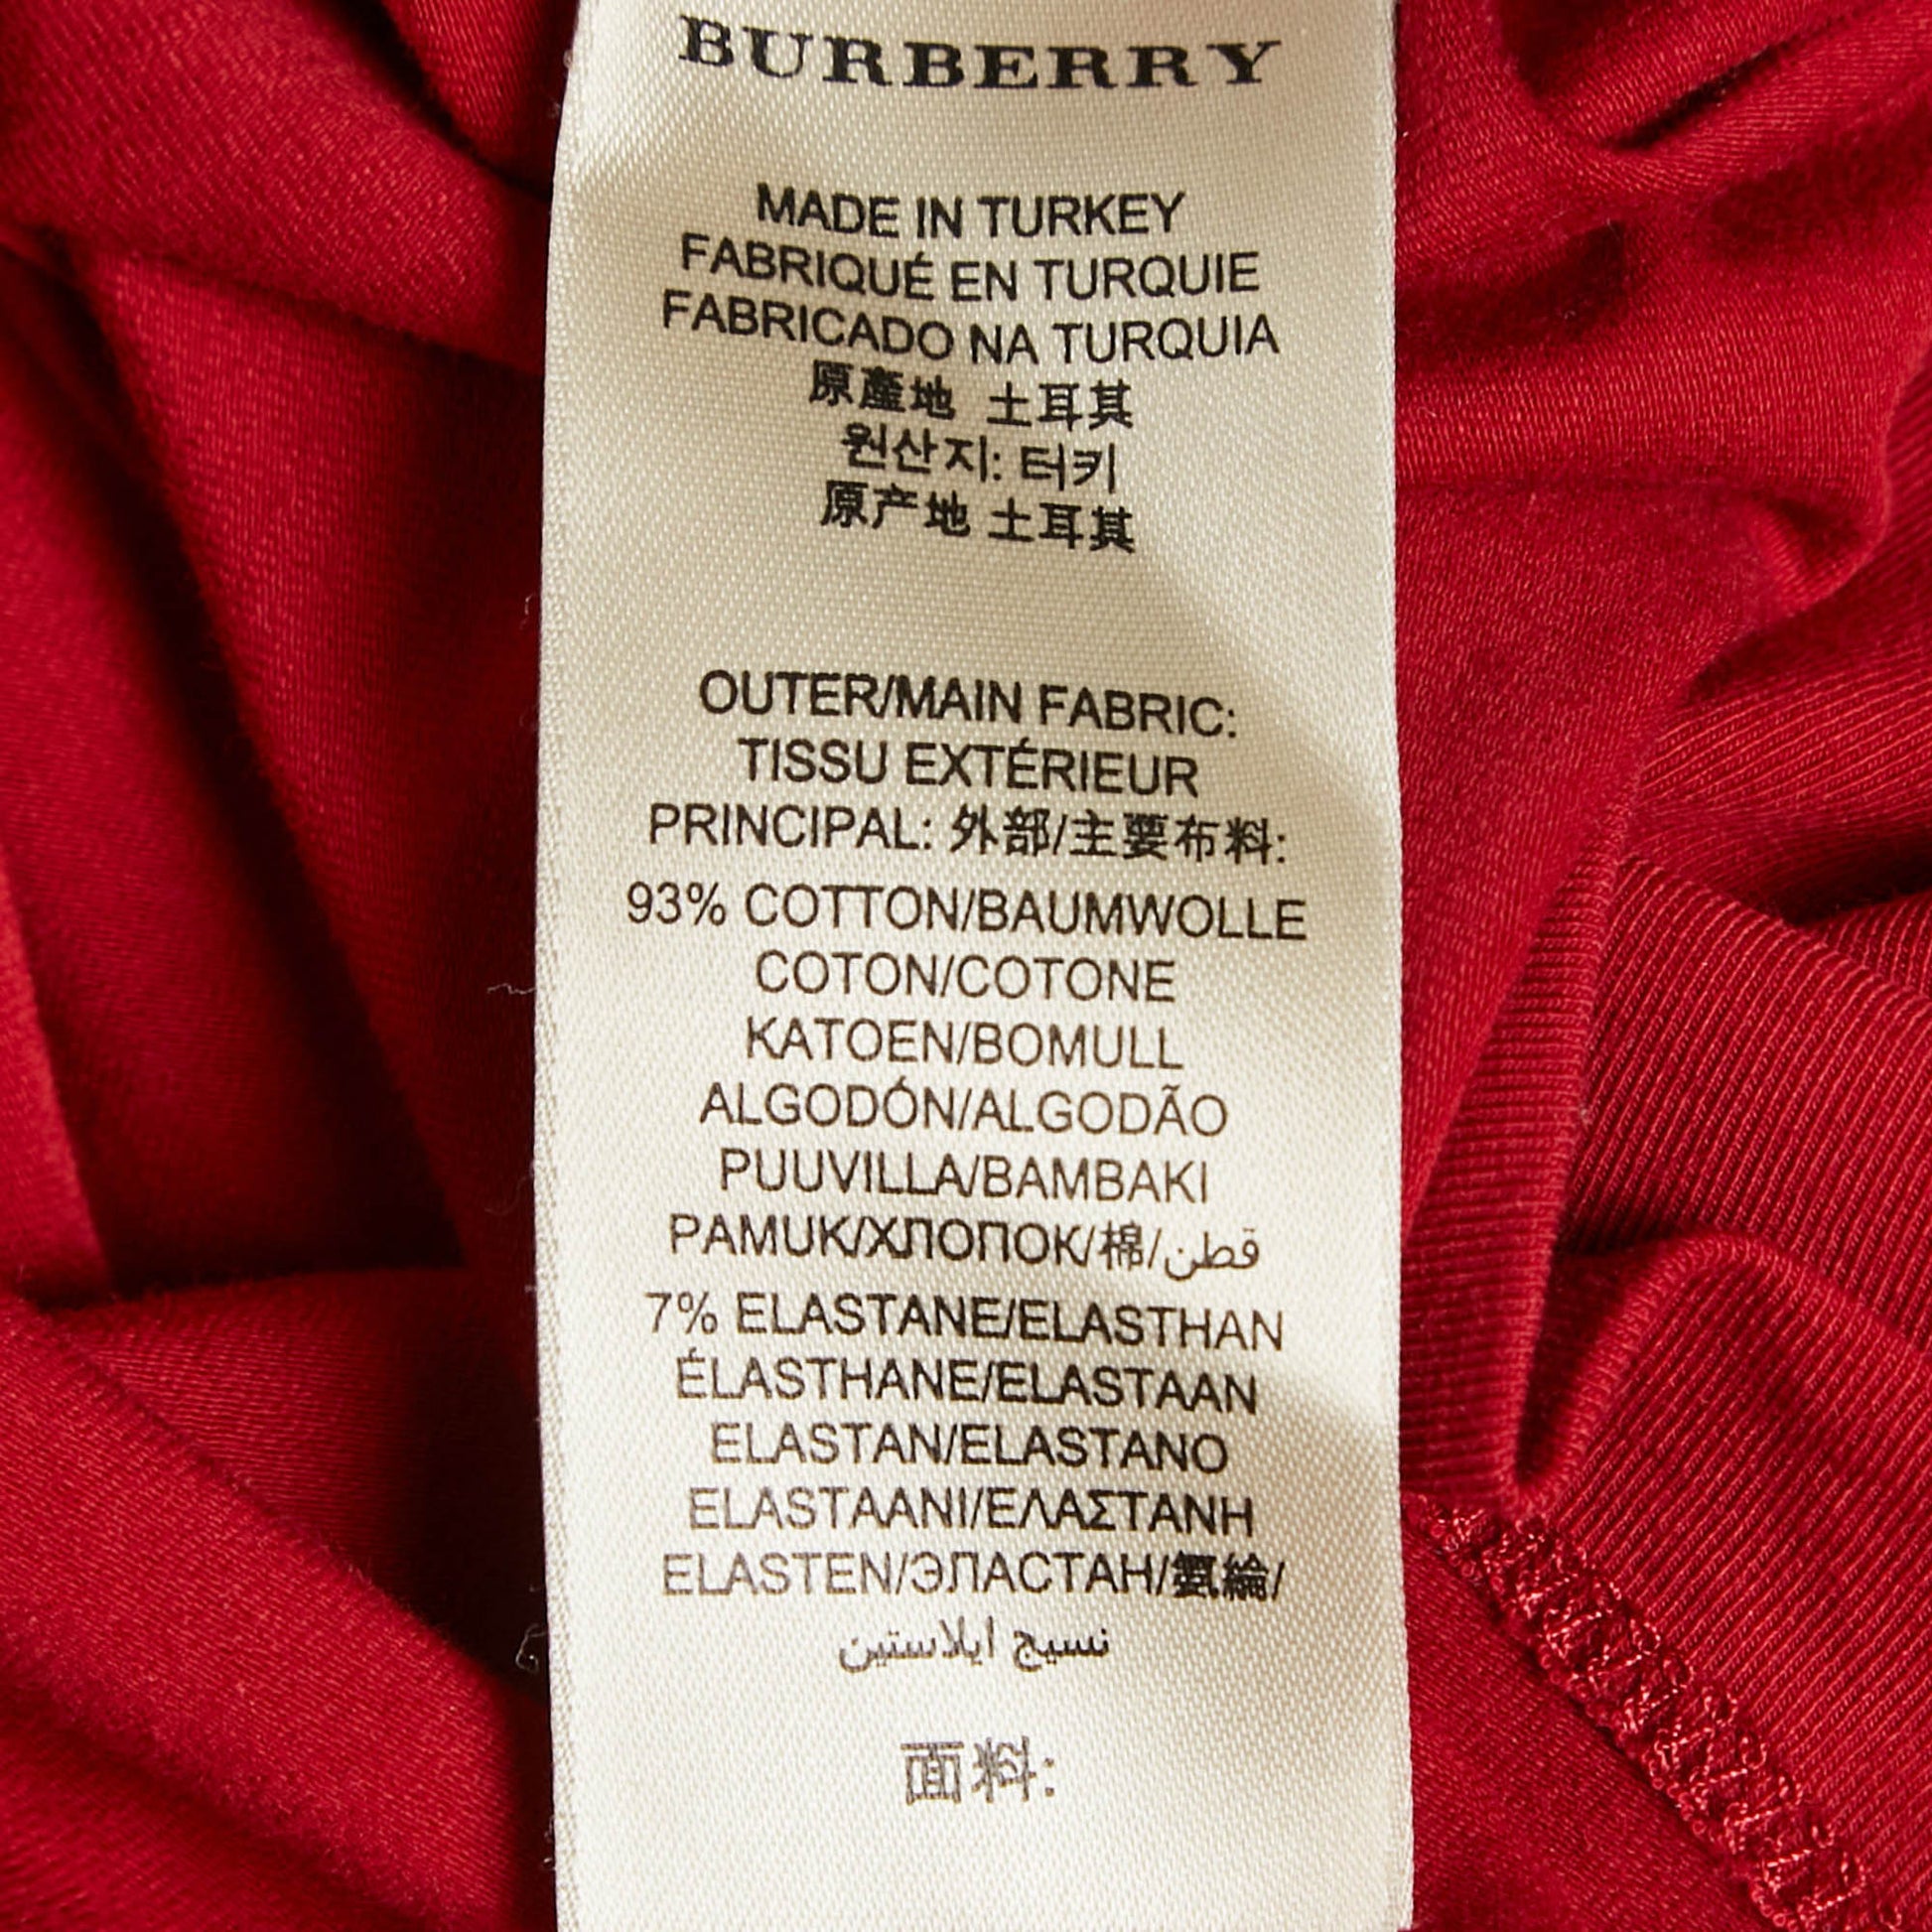 BURBERRY
MADE IN TURKEY
FABRIQUÉ EN TURQUIE
FABRICADO NA TURQUIA
原產地 土耳其
원산지: 터키
原产地 土耳其
OUTER/MAIN FABRIC:
TISSU EXTÉRIEUR
PRINCIPAL: 外部/主要布料:
93% COTTON/BAUMWOLLE
COTON/COTONE
KATOEN/BOMULL
ALGODÓN/ALGODÃO
PUUVILLA/BAMBAKI
PAMUK/ХЛОПОК/棉/قطن
7% ELASTANE/ELASTHAN
ÉLASTHANE/ELASTAAN
ELASTAN/ELASTANO
ELASTAANI/ΕΛΑΣΤΑΝΗ
ELASTEN/ЭЛАСТАН/氨綸/
نسيج ايلاستين
面料: